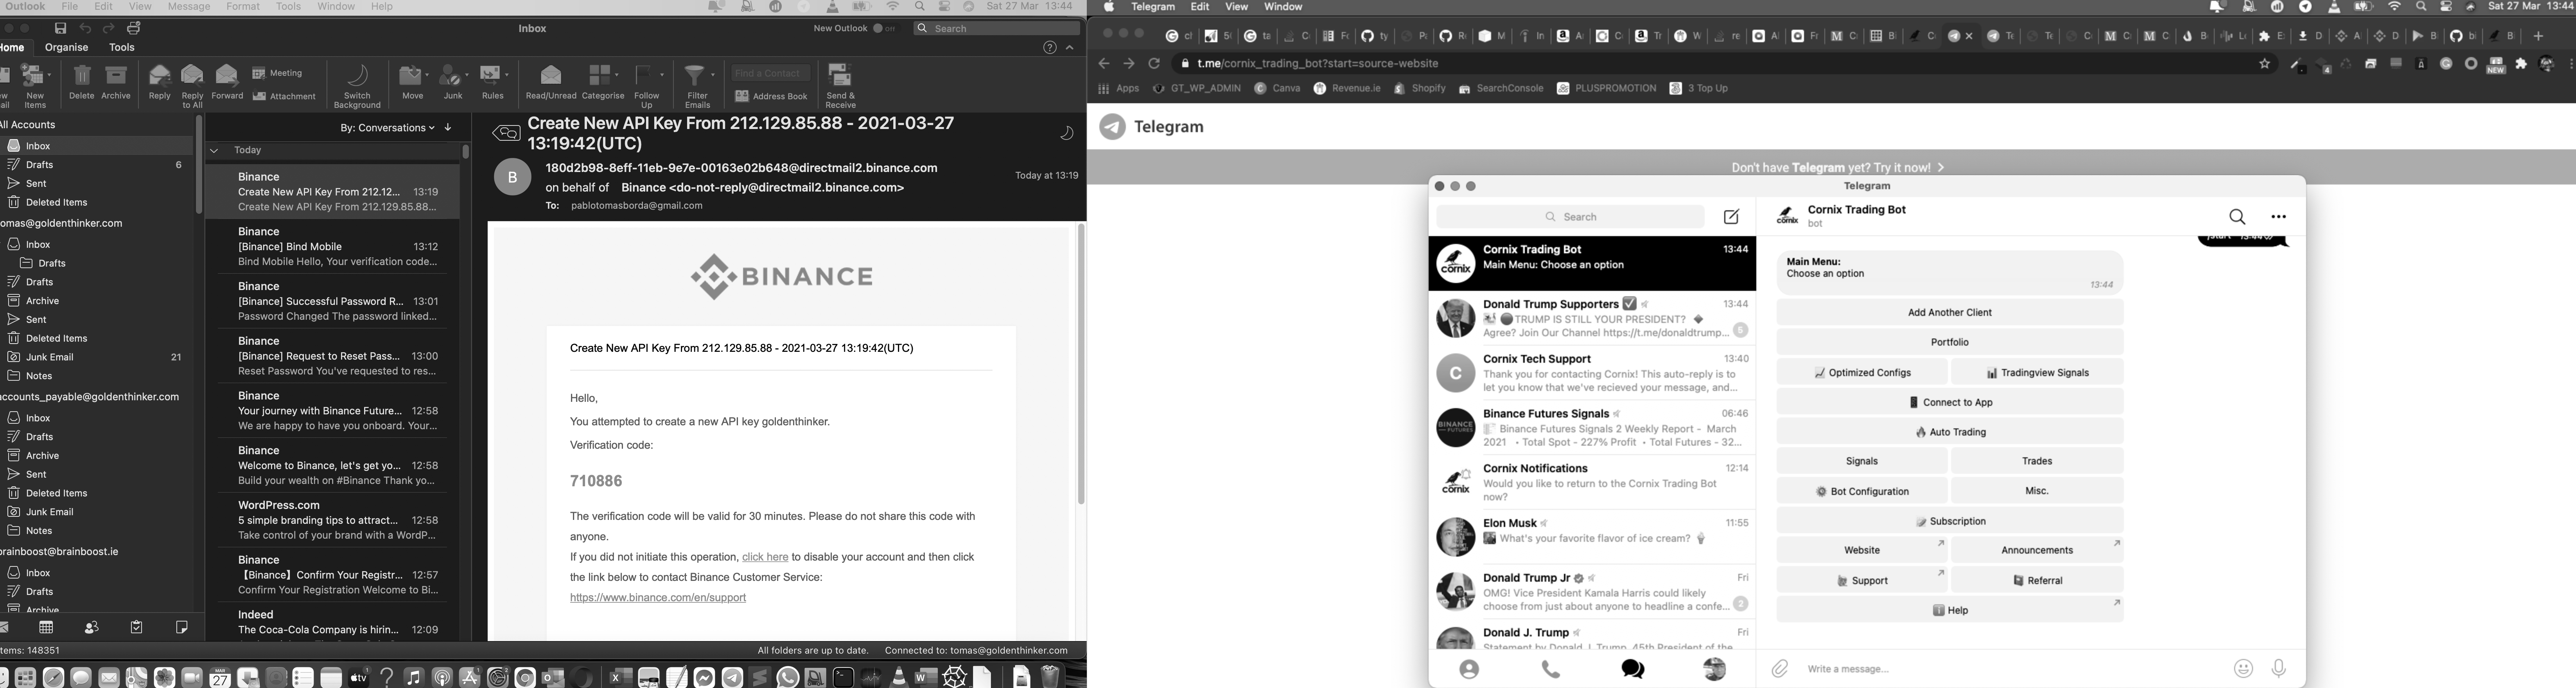 Outlook File Edit View Message Format Tools Window Help Sat 27 Mar 13:44
Inbox New Outlook Off Search
Home Organise Tools
New Items Delete Archive Reply Reply to All Forward Meeting Attachment Switch Background Move Junk Rules Read/Unread Categorise Follow Up Filter Emails Find a Contact Address Book Send & Receive
All Accounts
Inbox
Drafts 6
Sent
Deleted Items
tomas@goldenthinker.com
Inbox
Drafts
Drafts
Archive
Sent
Deleted Items
Junk Email 21
Notes
accounts_payable@goldenthinker.com
Inbox
Drafts
Archive
Sent
Deleted Items
Junk Email
Notes
brainboost@brainboost.ie
Inbox
Drafts
Archive
By: Conversations
Today
Binance
Create New API Key From 212.12... 13:19
Create New API Key From 212.129.85.88...
Binance
[Binance] Bind Mobile 13:12
Bind Mobile Hello, Your verification code...
Binance
[Binance] Successful Password R... 13:01
Password Changed The password linked...
Binance
[Binance] Request to Reset Pass... 13:00
Reset Password You've requested to res...
Binance
Your journey with Binance Future... 12:58
We are happy to have you onboard. Your...
Binance
Welcome to Binance, let's get yo... 12:58
Build your wealth on #Binance Thank yo...
WordPress.com
5 simple branding tips to attract... 12:58
Take control of your brand with a WordP...
Binance
【Binance】Confirm Your Registr... 12:57
Confirm Your Registration Welcome to Bi...
Indeed
The Coca-Cola Company is hirin... 12:09
Create New API Key From 212.129.85.88 - 2021-03-27
13:19:42(UTC)
B
180d2b98-8eff-11eb-9e7e-00163e02b648@directmail2.binance.com
on behalf of Binance <do-not-reply@directmail2.binance.com>
Today at 13:19
To: pablotomasborda@gmail.com
BINANCE
Create New API Key From 212.129.85.88 - 2021-03-27 13:19:42(UTC)
Hello,
You attempted to create a new API key goldenthinker.
Verification code:
710886
The verification code will be valid for 30 minutes. Please do not share this code with
anyone.
If you did not initiate this operation, click here to disable your account and then click
the link below to contact Binance Customer Service:
https://www.binance.com/en/support
Items: 148351 All folders are up to date. Connected to: tomas@goldenthinker.com
Telegram Edit View Window Sat 27 Mar 13:44
t.me/cornix_trading_bot?start=source-website
Apps GT_WP_ADMIN Canva Revenue.ie Shopify SearchConsole PLUSPROMOTION 3 Top Up
Telegram
Don't have Telegram yet? Try it now!
Telegram
Search
Cornix Trading Bot 13:44
Main Menu: Choose an option
Donald Trump Supporters 13:44
TRUMP IS STILL YOUR PRESIDENT?
Agree? Join Our Channel https://t.me/donaldtrump... 6
Cornix Tech Support 13:40
Thank you for contacting Cornix! This auto-reply is to
let you know that we've recieved your message, and...
Binance Futures Signals 06:46
Binance Futures Signals 2 Weekly Report - March
2021 • Total Spot - 227% Profit • Total Futures - 32...
Cornix Notifications 12:14
Would you like to return to the Cornix Trading Bot
now?
Elon Musk 11:55
What's your favorite flavor of ice cream?
Donald Trump Jr Fri
OMG! Vice President Kamala Harris could likely
choose from just about anyone to headline a confe... 2
Donald J. Trump Fri
Statement by Donald J. Trump, 45th President of the
Cornix Trading Bot
bot
/start 13:44
Main Menu:
Choose an option
13:44
Add Another Client
Portfolio
Optimized Configs Tradingview Signals
Connect to App
Auto Trading
Signals Trades
Bot Configuration Misc.
Subscription
Website Announcements
Support Referral
Help
Write a message...